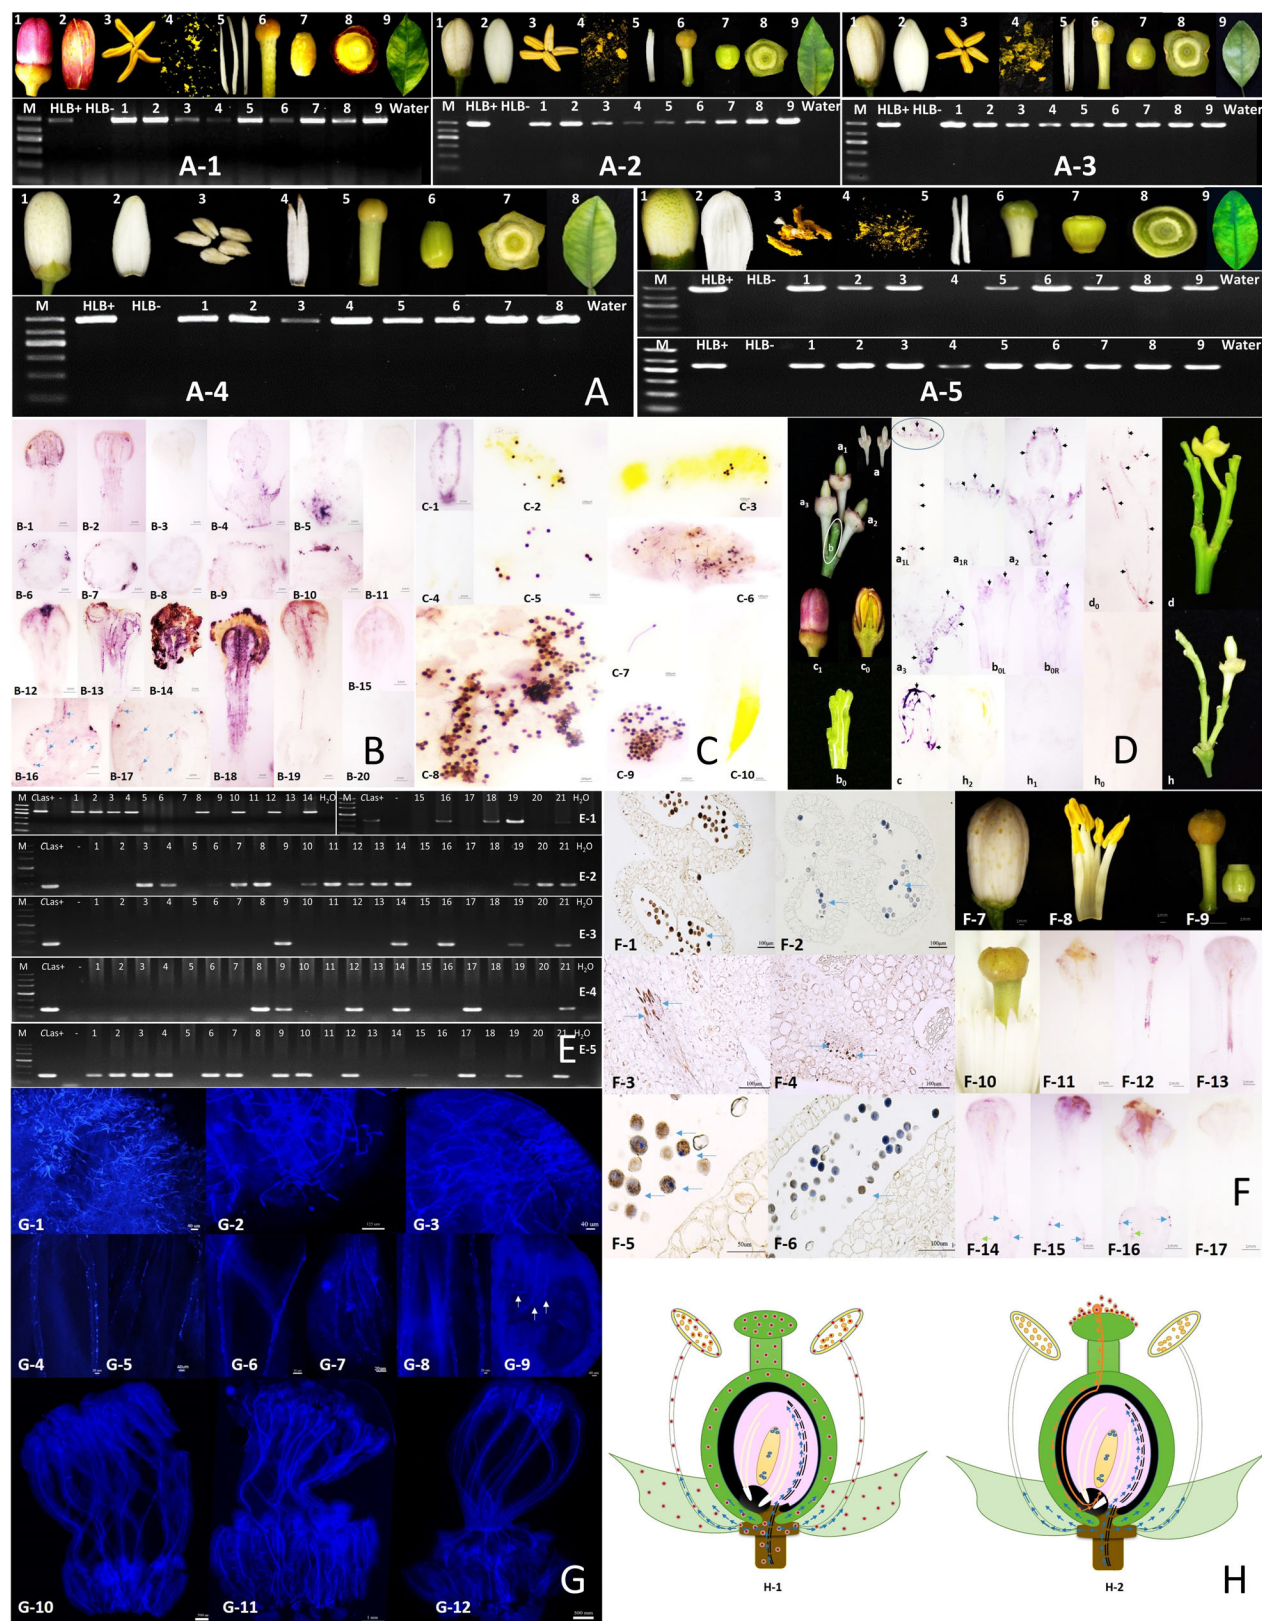 1 2 3 4 5 6 7 8 9
M HLB+ HLB- 1 2 3 4 5 6 7 8 9 Water
A-1
1 2 3 4 5 6 7 8 9
M HLB+ HLB- 1 2 3 4 5 6 7 8 9 Water
A-2
1 2 3 4 5 6 7 8 9
M HLB+ HLB- 1 2 3 4 5 6 7 8 9 Water
A-3
1 2 3 4 5 6 7 8
M HLB+ HLB- 1 2 3 4 5 6 7 8 Water
A-4
A
1 2 3 4 5 6 7 8 9
M HLB+ HLB- 1 2 3 4 5 6 7 8 9 Water
M HLB+ HLB- 1 2 3 4 5 6 7 8 9 Water
A-5
B-1 B-2 B-3 B-4 B-5
B-6 B-7 B-8 B-9 B-10 B-11
B-12 B-13 B-14 B-15
B-16 B-17 B-18 B-19 B-20
B
C-1 C-2 C-3
C-4 C-5 C-6
C-7
C-8 C-9 C-10
C
a1 a
a3 a2
b
c1 c0
b0
a1L a1R a2 d0 d
a3 b0L b0R
c h2 h1 h0 h
D
M CLas+ - 1 2 3 4 5 6 7 8 9 10 11 12 13 14 H2O
M CLas+ - 15 16 17 18 19 20 21 H2O
E-1
M CLas+ - 1 2 3 4 5 6 7 8 9 10 11 12 13 14 15 16 17 18 19 20 21 H2O
E-2
M CLas+ - 1 2 3 4 5 6 7 8 9 10 11 12 13 14 15 16 17 18 19 20 21 H2O
E-3
M CLas+ - 1 2 3 4 5 6 7 8 9 10 11 12 13 14 15 16 17 18 19 20 21 H2O
E-4
M CLas+ - 1 2 3 4 5 6 7 8 9 10 11 12 13 14 15 16 17 18 19 20 21 H2O
E-5
E
F-1 100μm F-2 100μm
F-3 100μm F-4 100μm
F-5 50μm F-6 100μm
F-7 F-8 F-9
F-10 F-11 F-12 F-13
F-14 F-15 F-16 F-17
F
G-1 40 um G-2 G-3 40 um
G-4 G-5 G-6 G-7 G-8 G-9
G-10 G-11 G-12
G
H-1 H-2
H